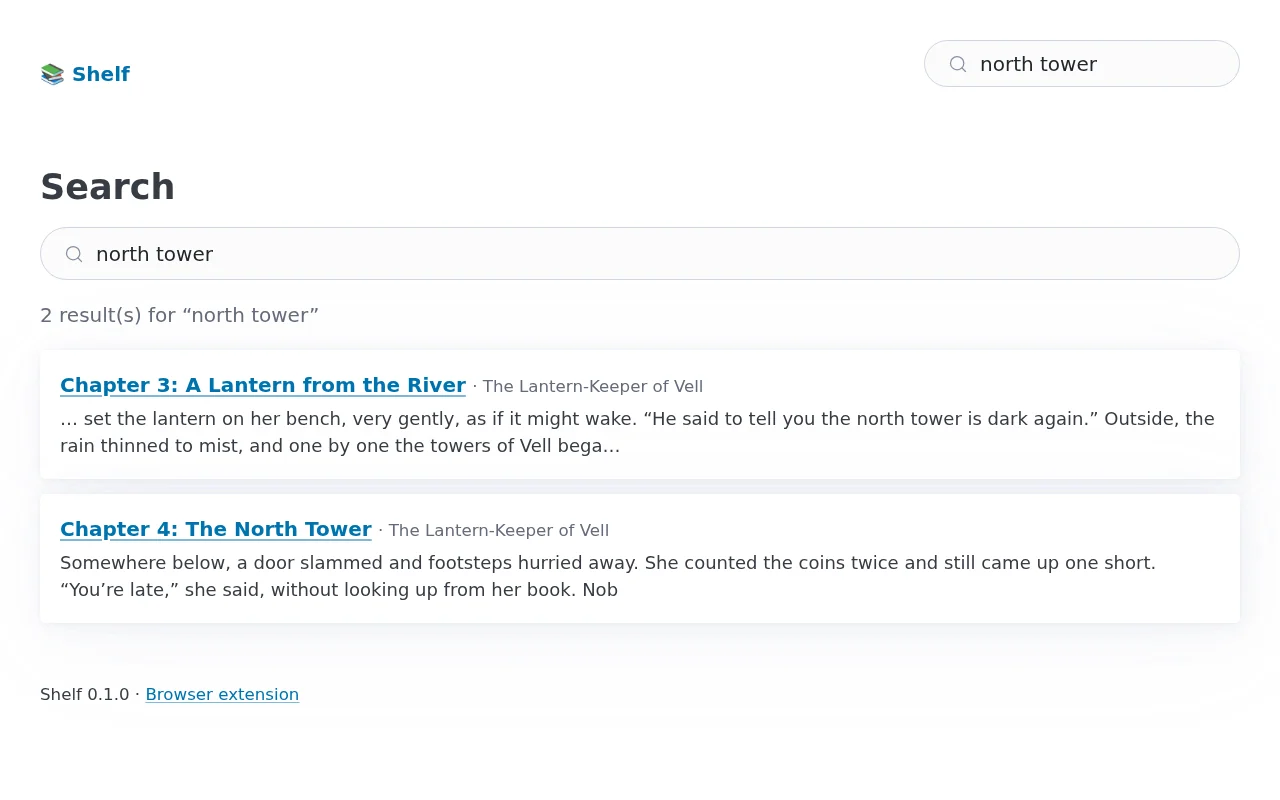 📚 Shelf
north tower
Search
north tower
2 result(s) for “north tower”
Chapter 3: A Lantern from the River · The Lantern-Keeper of Vell
… set the lantern on her bench, very gently, as if it might wake. “He said to tell you the north tower is dark again.” Outside, the
rain thinned to mist, and one by one the towers of Vell bega…
Chapter 4: The North Tower · The Lantern-Keeper of Vell
Somewhere below, a door slammed and footsteps hurried away. She counted the coins twice and still came up one short.
“You’re late,” she said, without looking up from her book. Nob
Shelf 0.1.0 · Browser extension